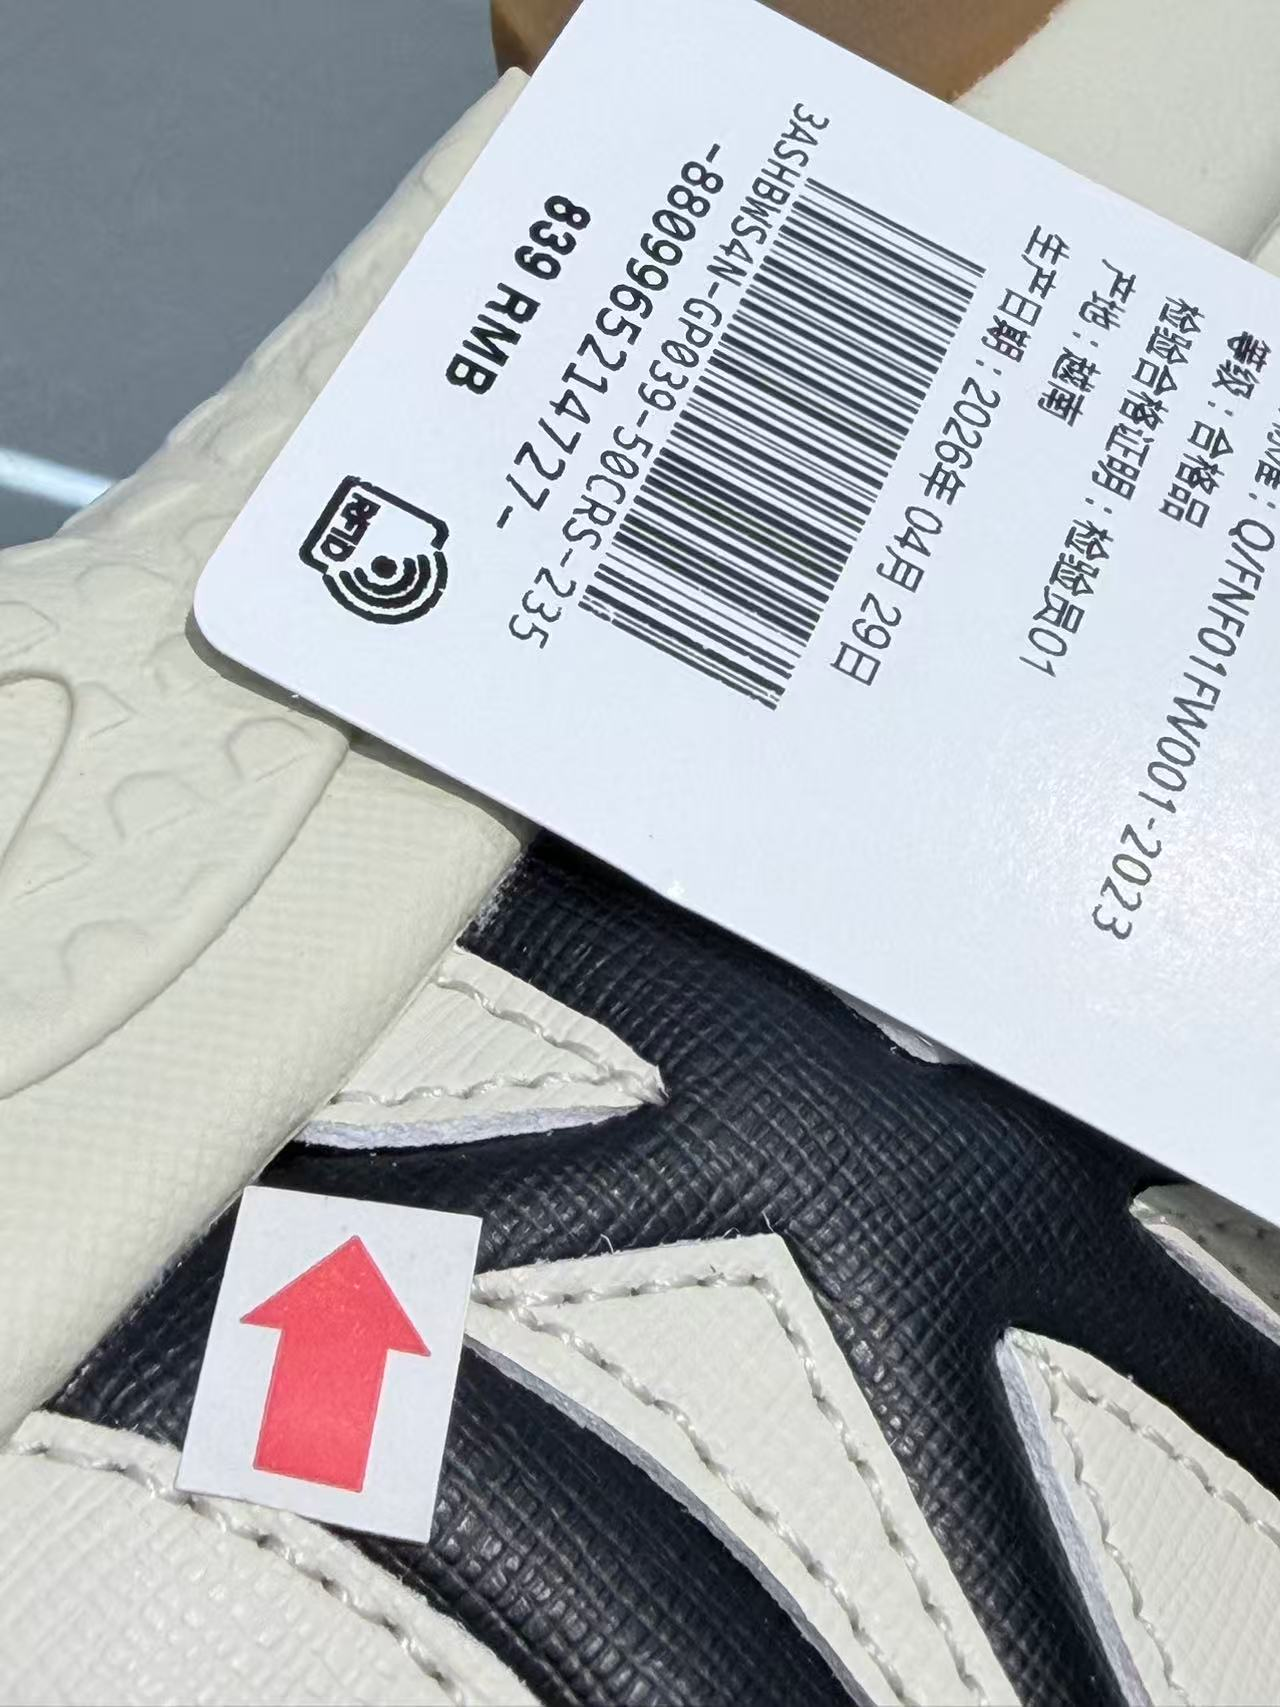 Q/FNF01FW001-2023
等级：合格品
检验合格证明：检验员01
产地：越南
生产日期：2026年 04月 29日
3ASHBWS4N-GP039-50CRS-235
-8809965214727-
839 RMB
RFID